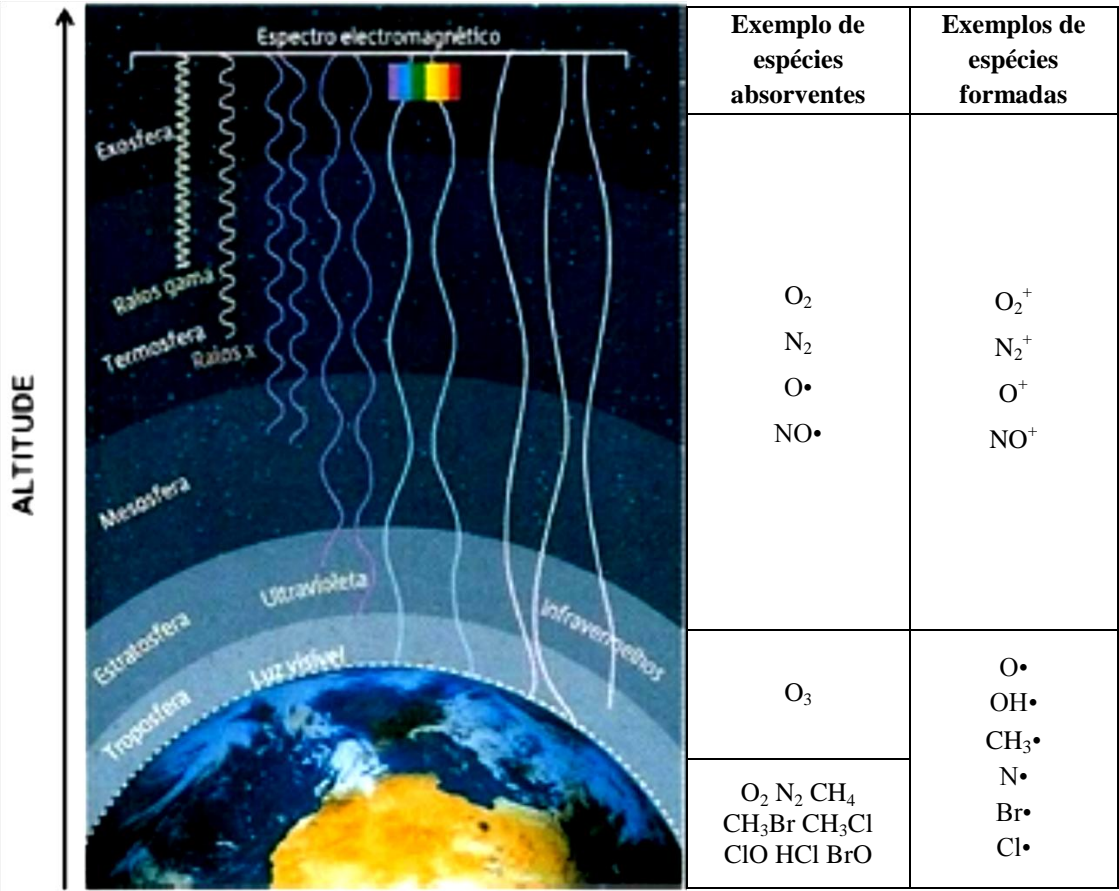 ALTITUDE
Espectro electromagnético
Exosfera
Raios gama
Termosfera
Raios x
Mesosfera
Ultravioleta
Estratosfera
Infravermelhos
Luz visível
Troposfera
Exemplo de
espécies
absorventes
Exemplos de
espécies
formadas
O₂
N₂
O•
NO•
O₂⁺
N₂⁺
O⁺
NO⁺
O₃
O₂ N₂ CH₄
CH₃Br CH₃Cl
ClO HCl BrO
O•
OH•
CH₃•
N•
Br•
Cl•